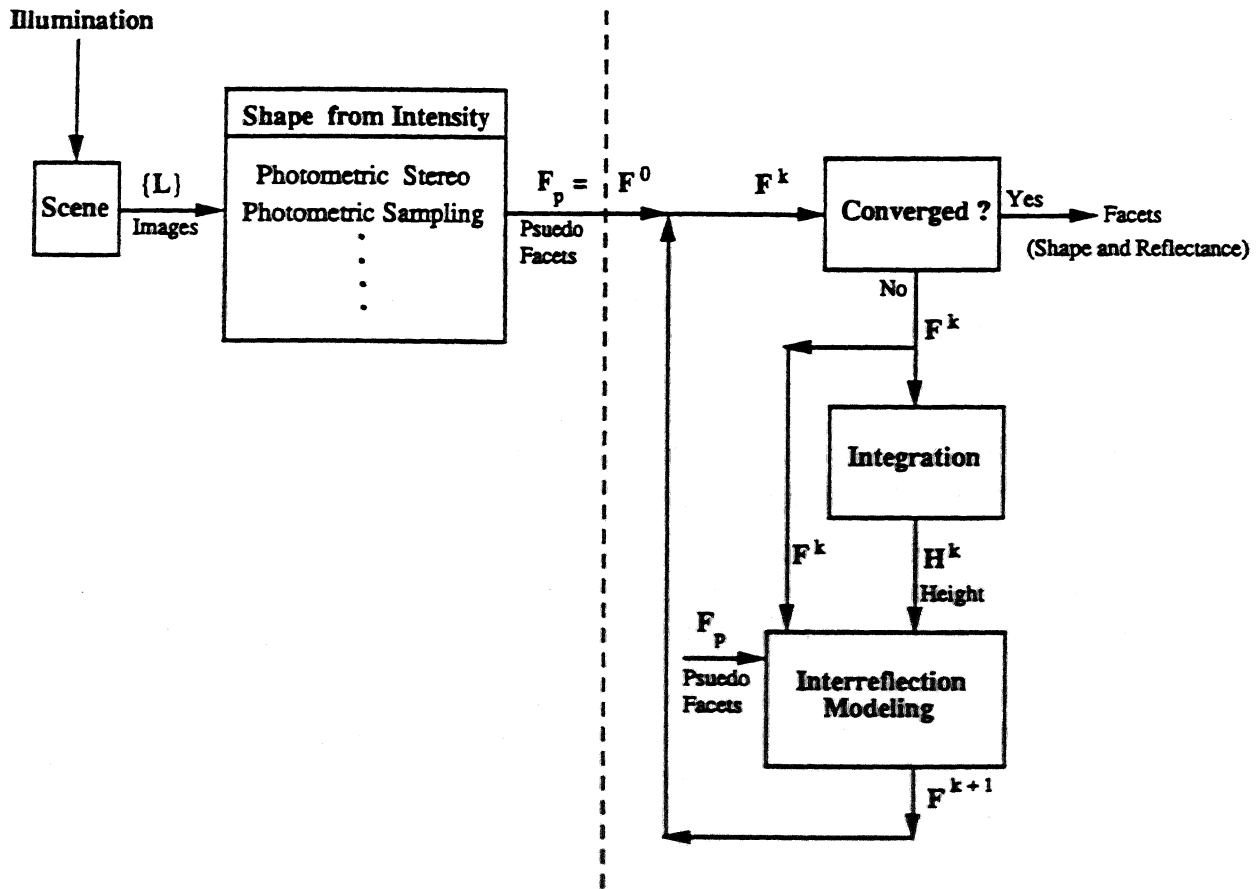 Illumination
Scene
{L}
Images
Shape from Intensity
Photometric Stereo
Photometric Sampling
F_p =
Psuedo
Facets
F^0
F^k
Converged ?
Yes
Facets
(Shape and Reflectance)
No
F^k
Integration
F^k
H^k
Height
F_p
Psuedo
Facets
Interreflection
Modeling
F^{k+1}